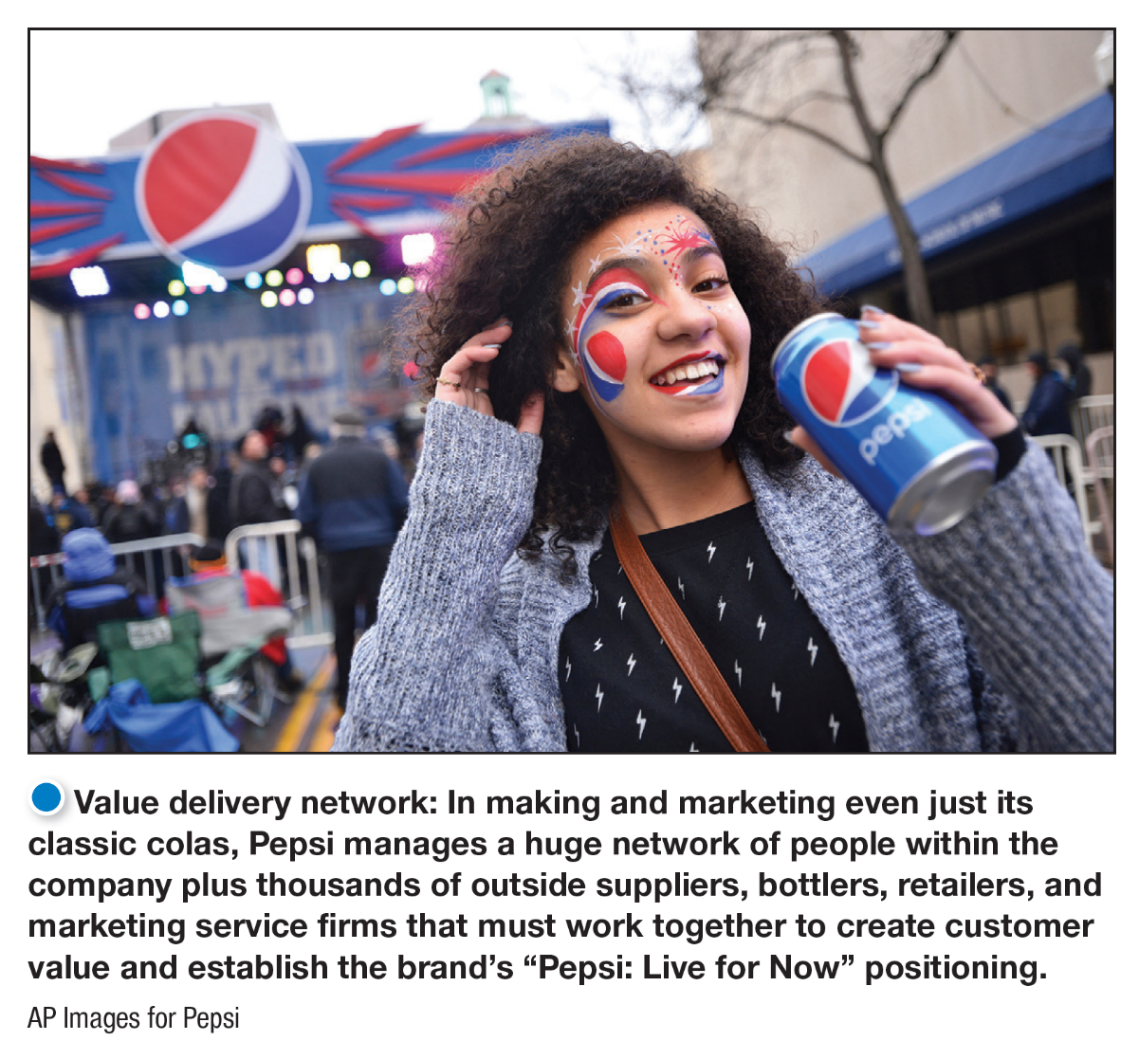 HYPED
pepsi
Value delivery network: In making and marketing even just its
classic colas, Pepsi manages a huge network of people within the
company plus thousands of outside suppliers, bottlers, retailers, and
marketing service firms that must work together to create customer
value and establish the brand’s “Pepsi: Live for Now” positioning.
AP Images for Pepsi